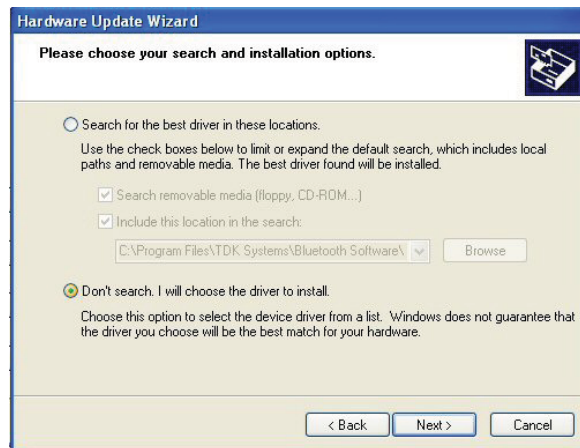 Hardware Update Wizard
Please choose your search and installation options.
Search for the best driver in these locations.
Use the check boxes below to limit or expand the default search, which includes local
paths and removable media. The best driver found will be installed.
Search removable media (floppy, CD-ROM...)
Include this location in the search:
C:\Program Files\TDK Systems\Bluetooth Software\
Browse
Don't search. I will choose the driver to install.
Choose this option to select the device driver from a list. Windows does not guarantee that
the driver you choose will be the best match for your hardware.
< Back Next > Cancel